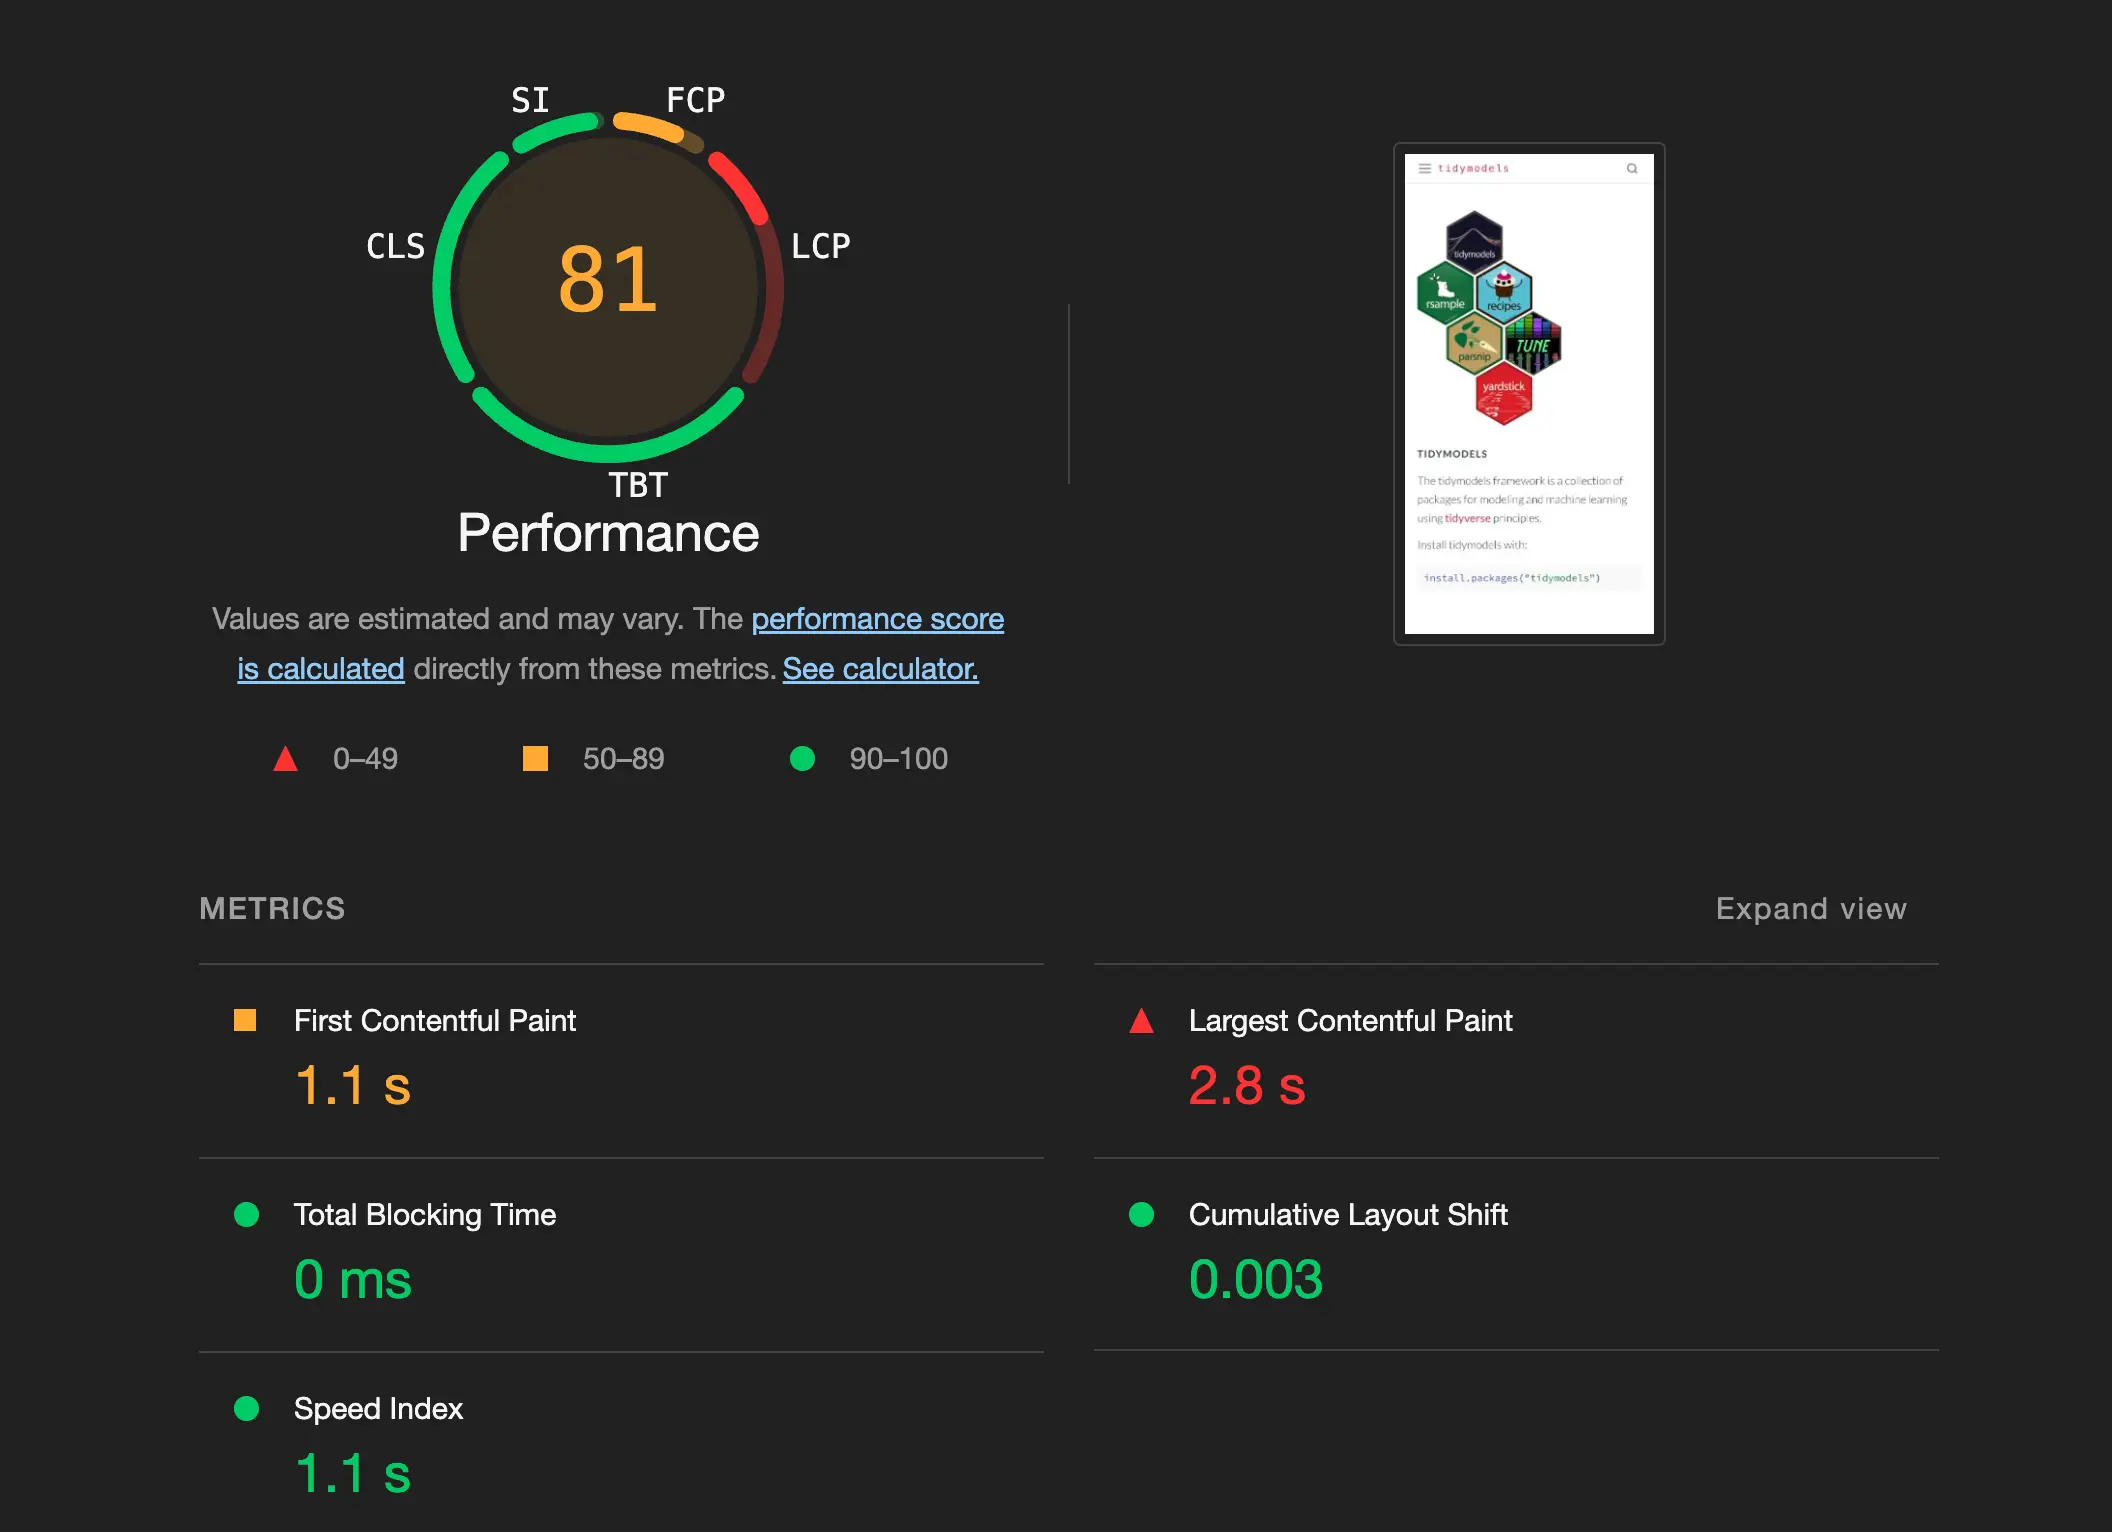 SI
FCP
CLS
81
LCP
TBT
Performance
Values are estimated and may vary. The performance score
is calculated directly from these metrics. See calculator.
0–49
50–89
90–100
tidymodels
tidymodels
rsample
recipes
parsnip
TUNE
yardstick
TIDYMODELS
The tidymodels framework is a collection of
packages for modeling and machine learning
using tidyverse principles.
Install tidymodels with:
install.packages("tidymodels")
METRICS
Expand view
First Contentful Paint
1.1 s
Largest Contentful Paint
2.8 s
Total Blocking Time
0 ms
Cumulative Layout Shift
0.003
Speed Index
1.1 s